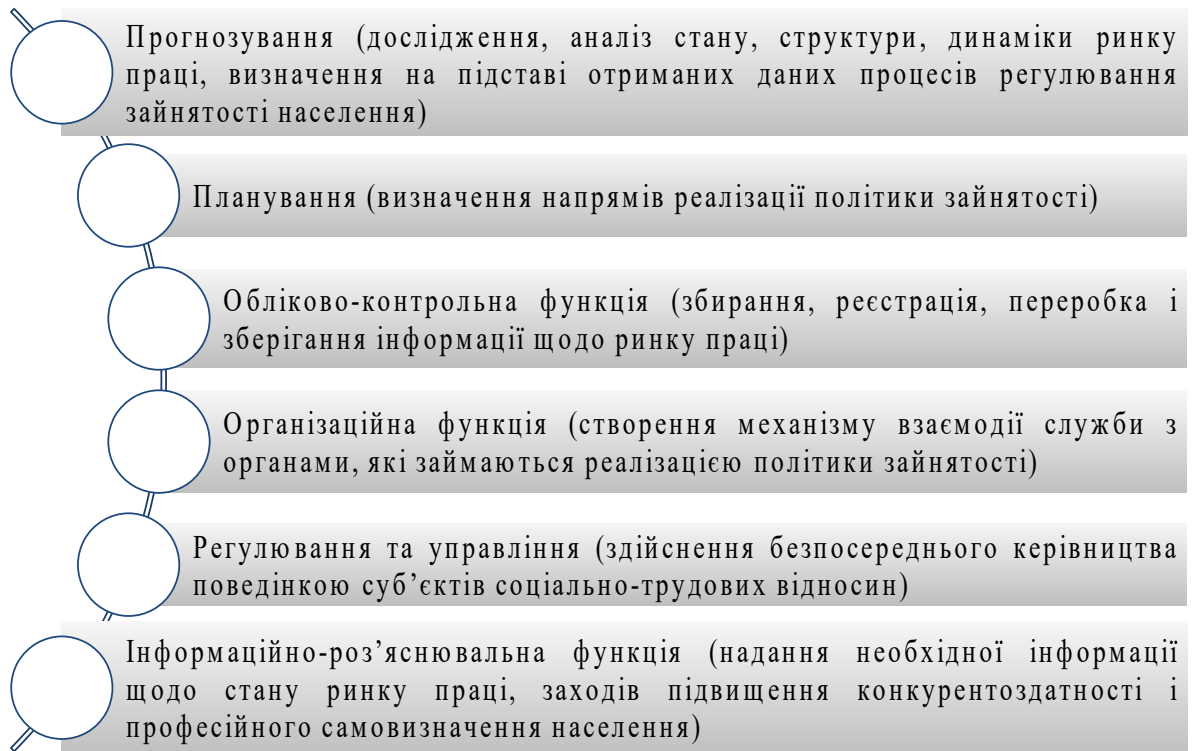 Прогнозування (дослідження, аналіз стану, структури, динаміки ринку
праці, визначення на підставі отриманих даних процесів регулювання
зайнятості населення)
Планування (визначення напрямів реалізації політики зайнятості)
Обліково-контрольна функція (збирання, реєстрація, переробка і
зберігання інформації щодо ринку праці)
Організаційна функція (створення механізму взаємодії служби з
органами, які займаються реалізацією політики зайнятості)
Регулювання та управління (здійснення безпосереднього керівництва
поведінкою суб’єктів соціально-трудових відносин)
Інформаційно-роз’яснювальна функція (надання необхідної інформації
щодо стану ринку праці, заходів підвищення конкурентоздатності і
професійного самовизначення населення)